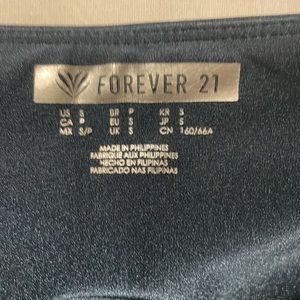 FOREVER 21
US S BR P KR S
CA P EU S JP S
MX S/P UK S CN 160/66A
MADE IN PHILIPPINES
FABRIQUE AUX PHILIPPINES
HECHO EN FILIPINAS
FABRICADO NAS FILIPINAS